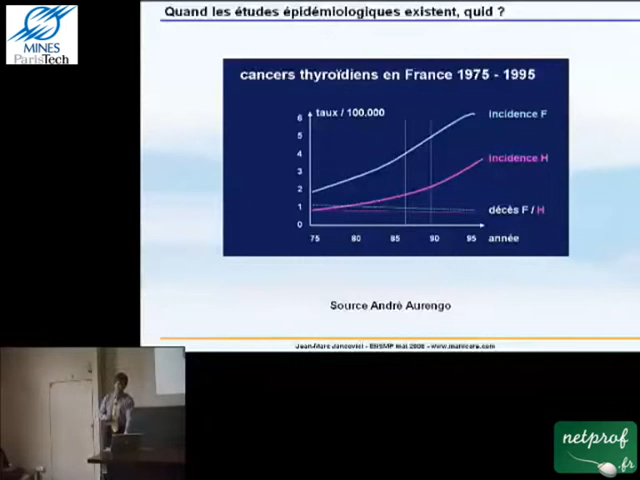 Quand les études épidémiologiques existent, quid ?
MINES
ParisTech
cancers thyroïdiens en France 1975 - 1995
taux / 100.000
6
5
4
3
2
1
0
75 80 85 90 95 année
incidence F
incidence H
décès F / H
Source André Aurengo
Jean-Marc Jancovici - ENSMP mai 2008 - www.manicore.com
netprof
.fr